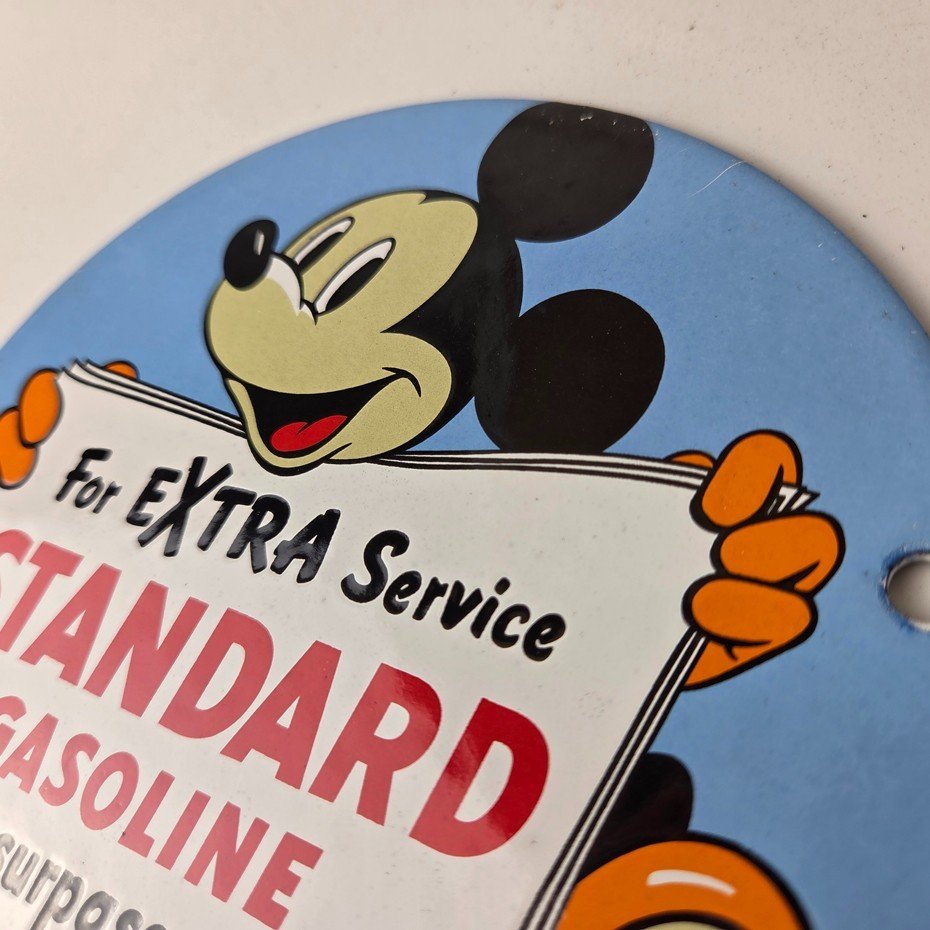 For EXTRA Service
STANDARD
GASOLINE